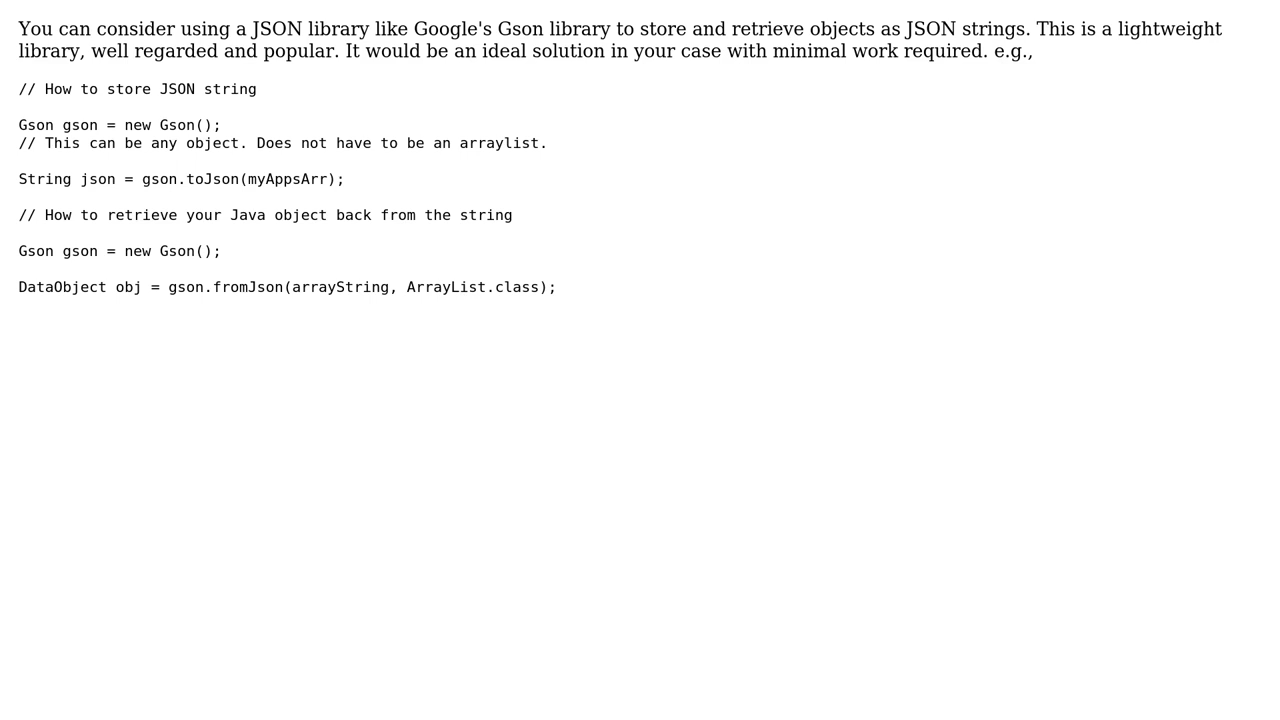 You can consider using a JSON library like Google's Gson library to store and retrieve objects as JSON strings. This is a lightweight
library, well regarded and popular. It would be an ideal solution in your case with minimal work required. e.g.,
// How to store JSON string
Gson gson = new Gson();
// This can be any object. Does not have to be an arraylist.
String json = gson.toJson(myAppsArr);
// How to retrieve your Java object back from the string
Gson gson = new Gson();
DataObject obj = gson.fromJson(arrayString, ArrayList.class);